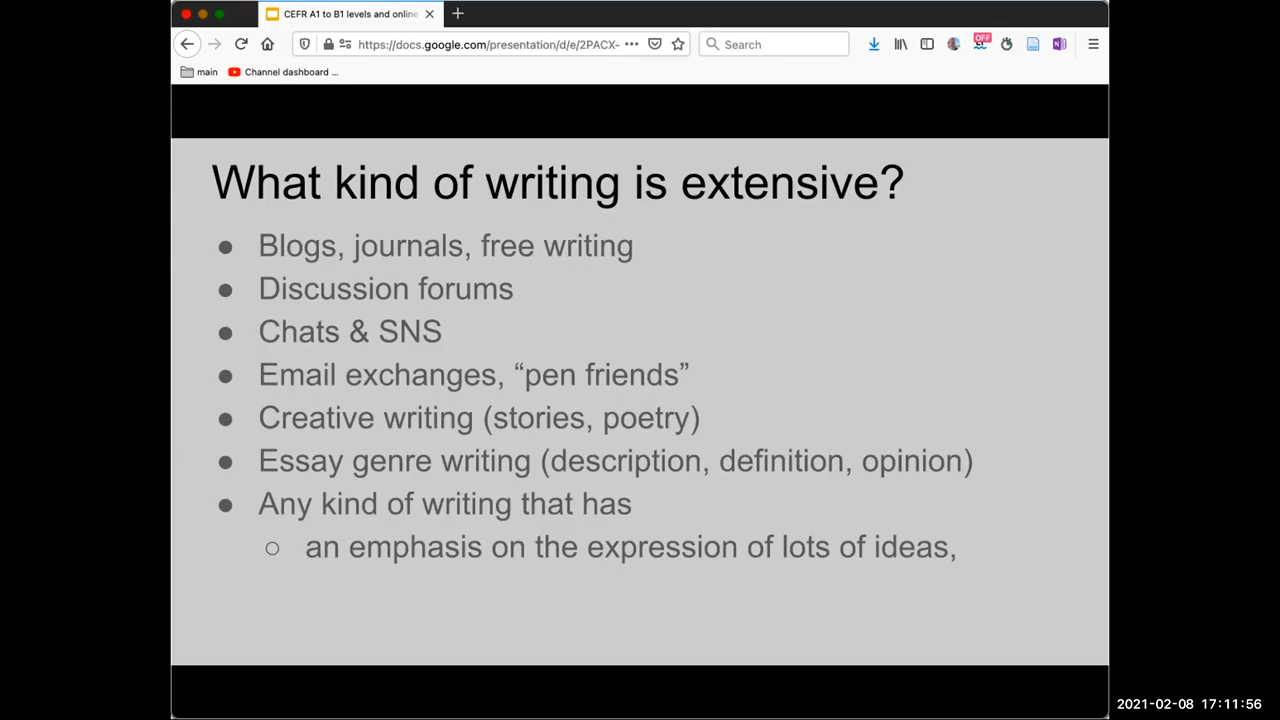 CEFR A1 to B1 levels and online
https://docs.google.com/presentation/d/e/2PACX-
Search
OFF
main
Channel dashboard ...
What kind of writing is extensive?
● Blogs, journals, free writing
● Discussion forums
● Chats & SNS
● Email exchanges, “pen friends”
● Creative writing (stories, poetry)
● Essay genre writing (description, definition, opinion)
● Any kind of writing that has
○ an emphasis on the expression of lots of ideas,
2021-02-08 17:11:56